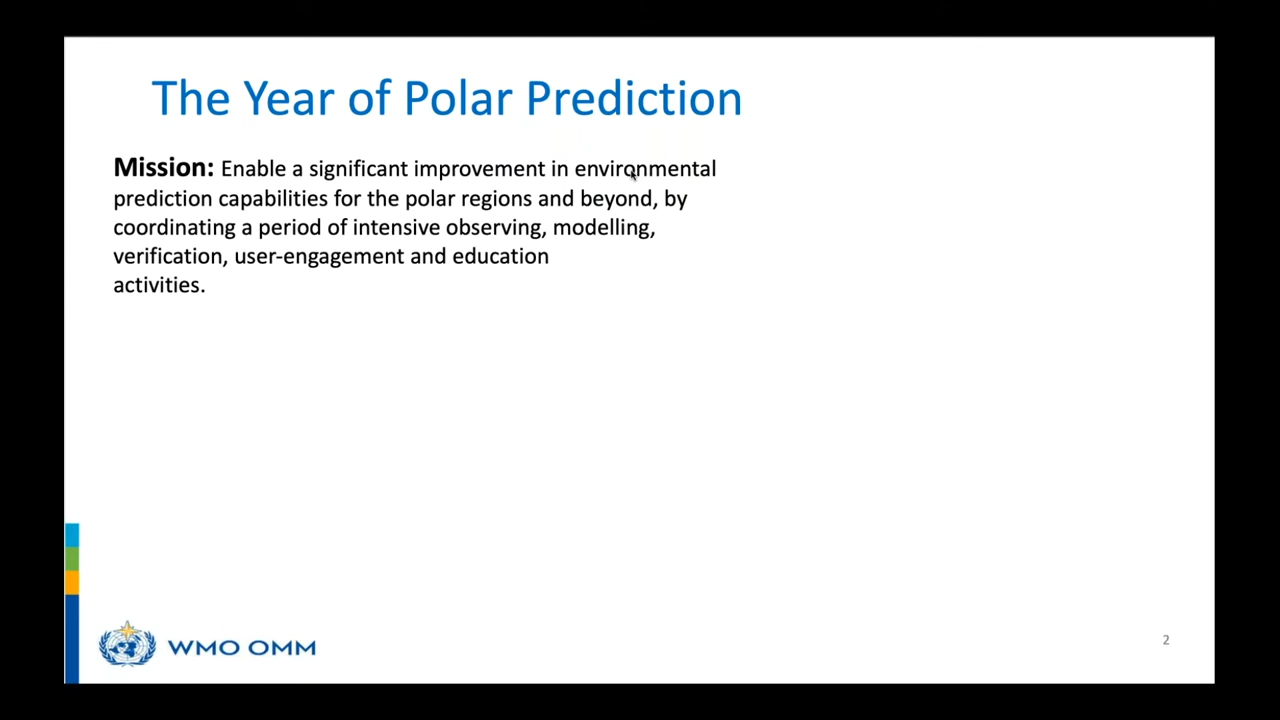 The Year of Polar Prediction
Mission: Enable a significant improvement in environmental
prediction capabilities for the polar regions and beyond, by
coordinating a period of intensive observing, modelling,
verification, user-engagement and education
activities.
WMO OMM
2